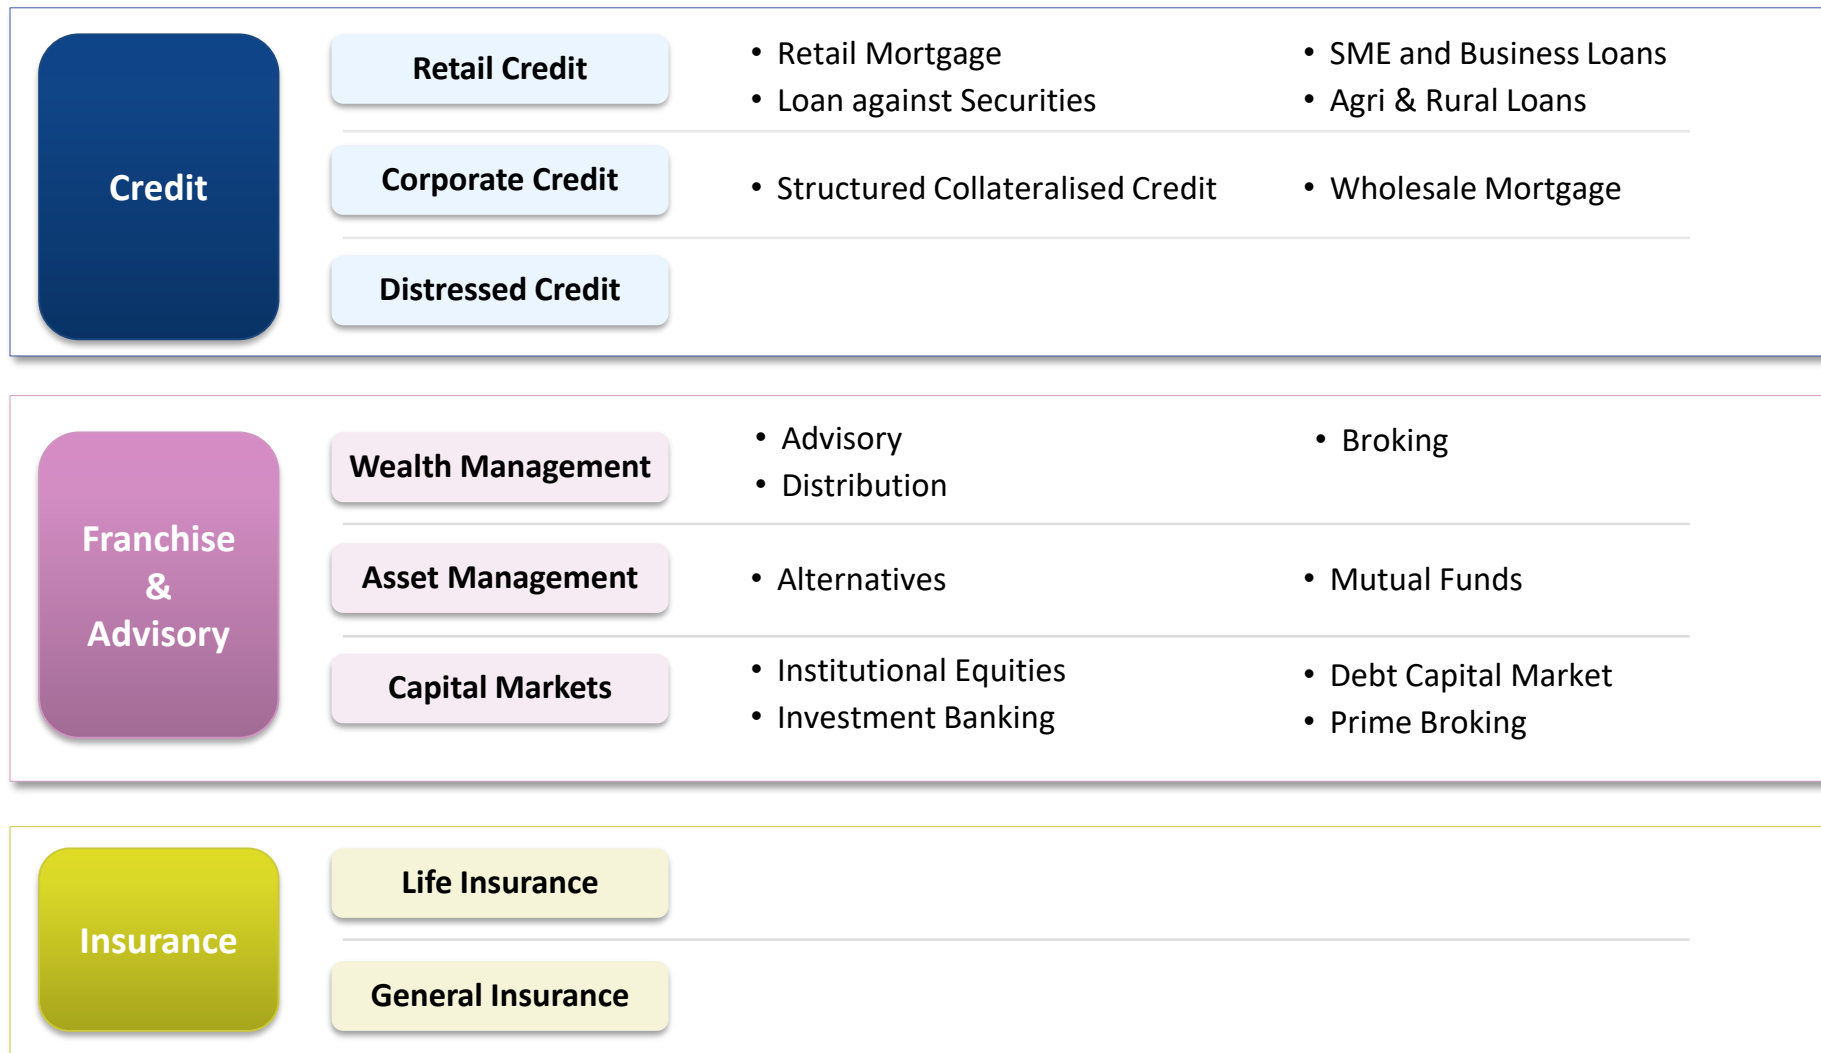 Credit
Retail Credit
• Retail Mortgage
• Loan against Securities
• SME and Business Loans
• Agri & Rural Loans
Corporate Credit
• Structured Collateralised Credit
• Wholesale Mortgage
Distressed Credit
Franchise
&
Advisory
Wealth Management
• Advisory
• Distribution
• Broking
Asset Management
• Alternatives
• Mutual Funds
Capital Markets
• Institutional Equities
• Investment Banking
• Debt Capital Market
• Prime Broking
Insurance
Life Insurance
General Insurance